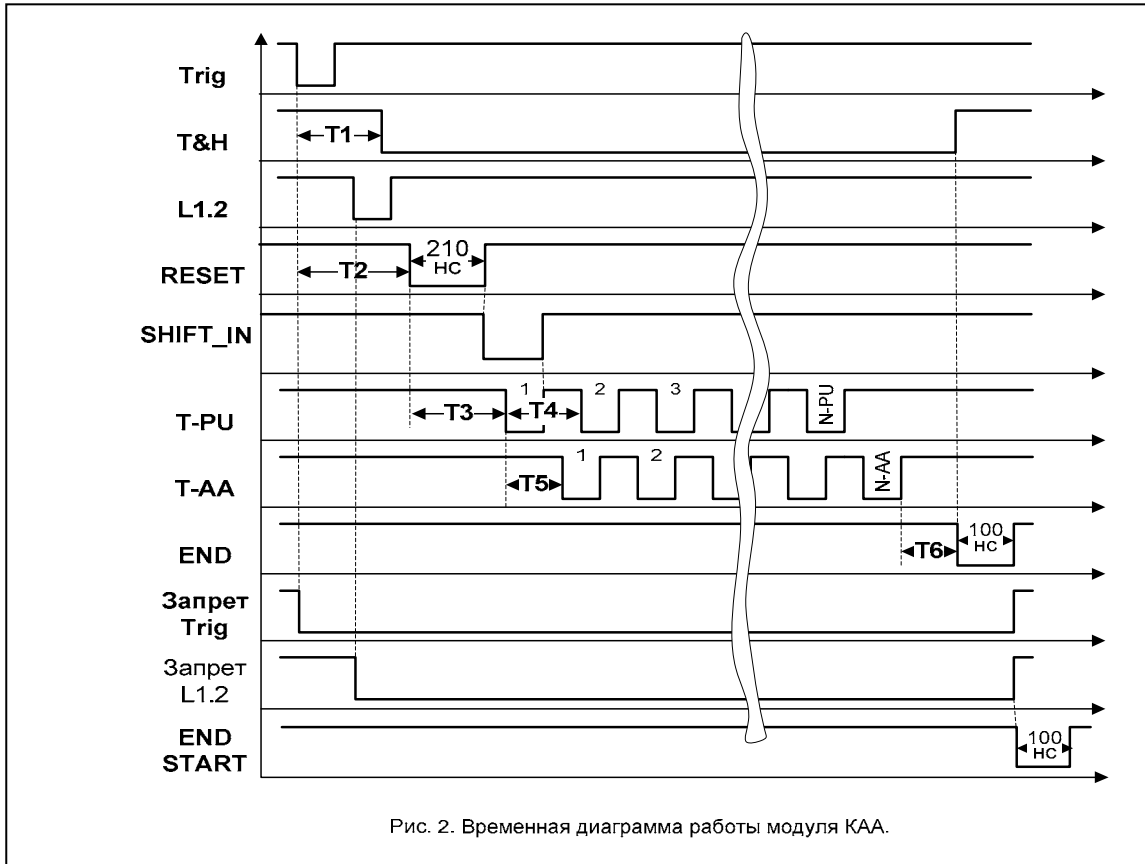 Trig
T&H
T1
L1.2
RESET
T2
210
нс
SHIFT_IN
T-PU
T3
1
T4
2
3
N-PU
T-AA
T5
1
2
N-AA
END
T6
100
нс
Запрет
Trig
Запрет
L1.2
END
START
100
нс
Рис. 2. Временная диаграмма работы модуля КАА.